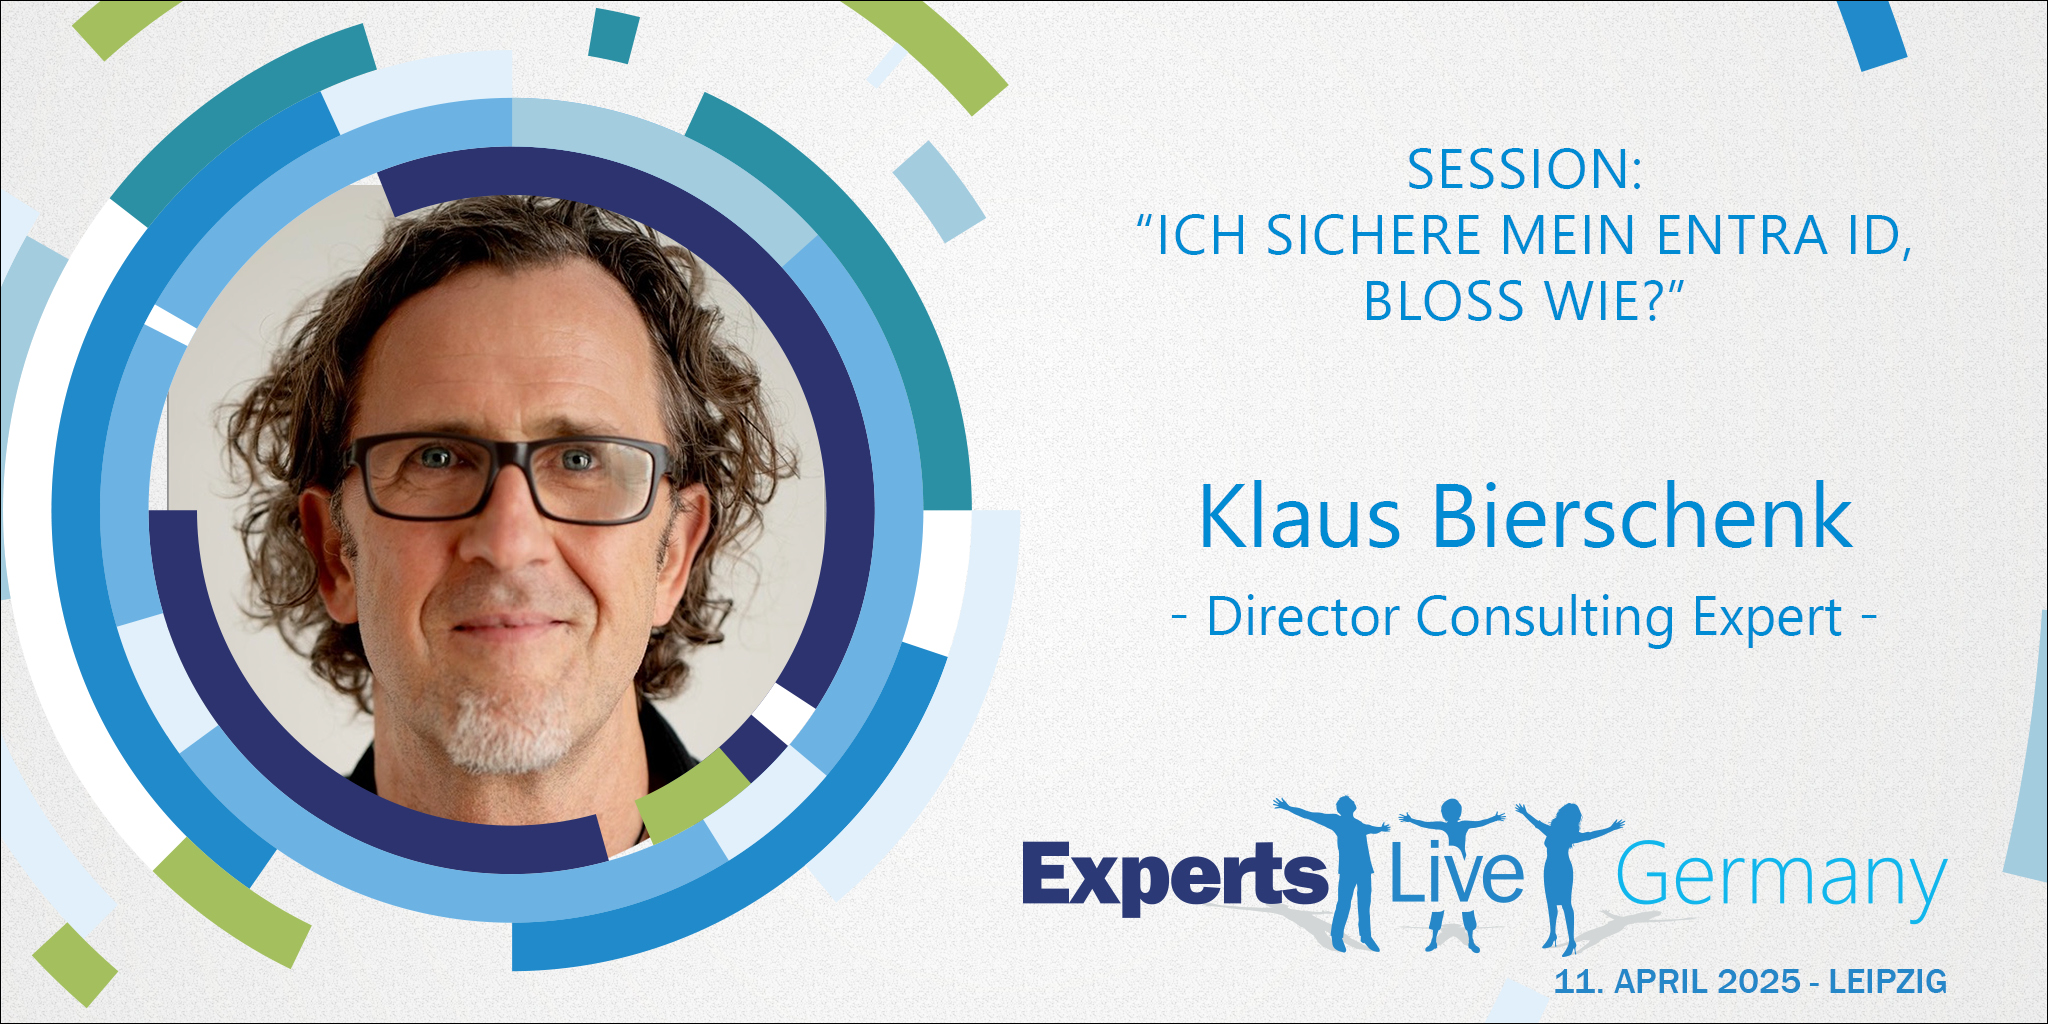 SESSION:
“ICH SICHERE MEIN ENTRA ID,
BLOSS WIE?”
Klaus Bierschenk
- Director Consulting Expert -
Experts Live Germany
11. APRIL 2025 - LEIPZIG